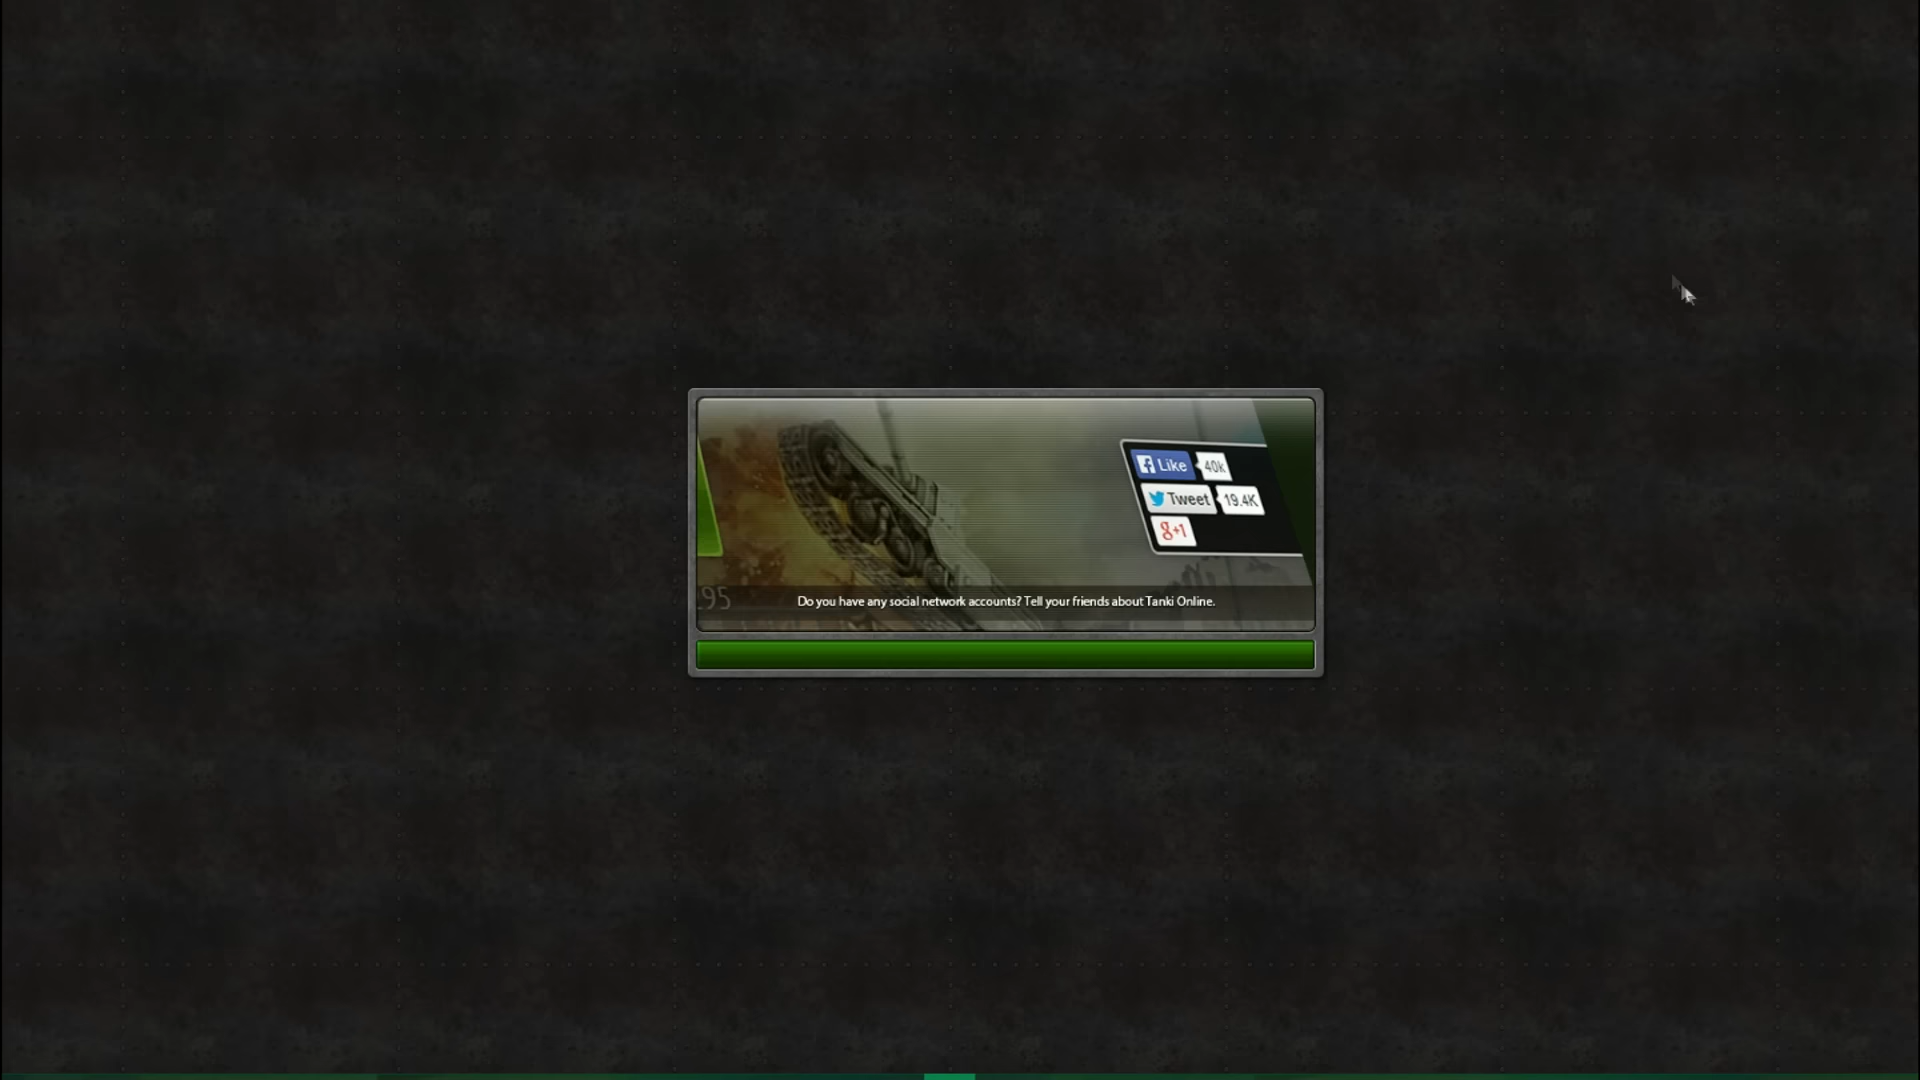 Like 40k
Tweet 19.4K
g+1
95
Do you have any social network accounts? Tell your friends about Tanki Online.